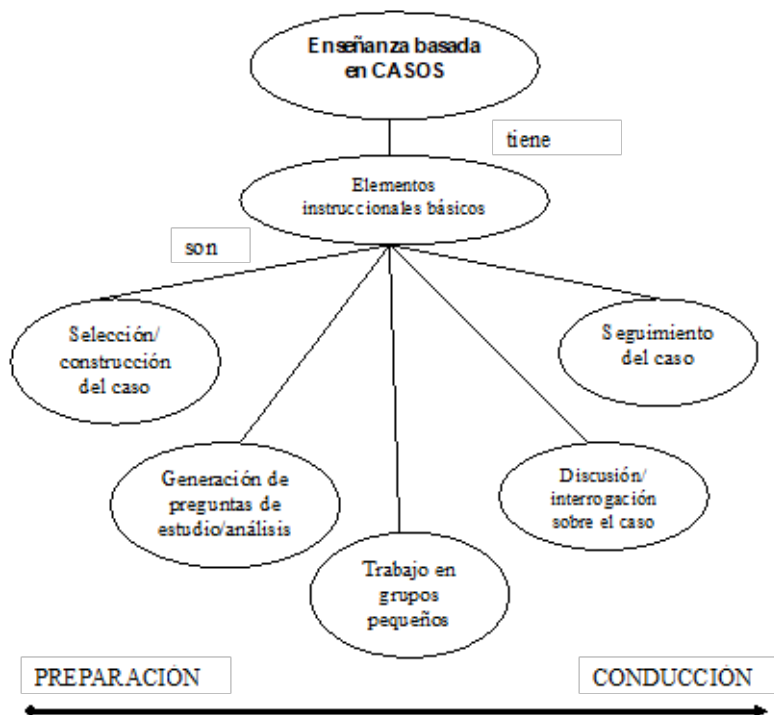 Enseñanza basada
en CASOS
tiene
Elementos
instruccionales básicos
son
Selección/
construcción
del caso
Seguimiento
del caso
Generación de
preguntas de
estudio/análisis
Discusión/
interrogación
sobre el caso
Trabajo en
grupos
pequeños
PREPARACIÓN
CONDUCCIÓN